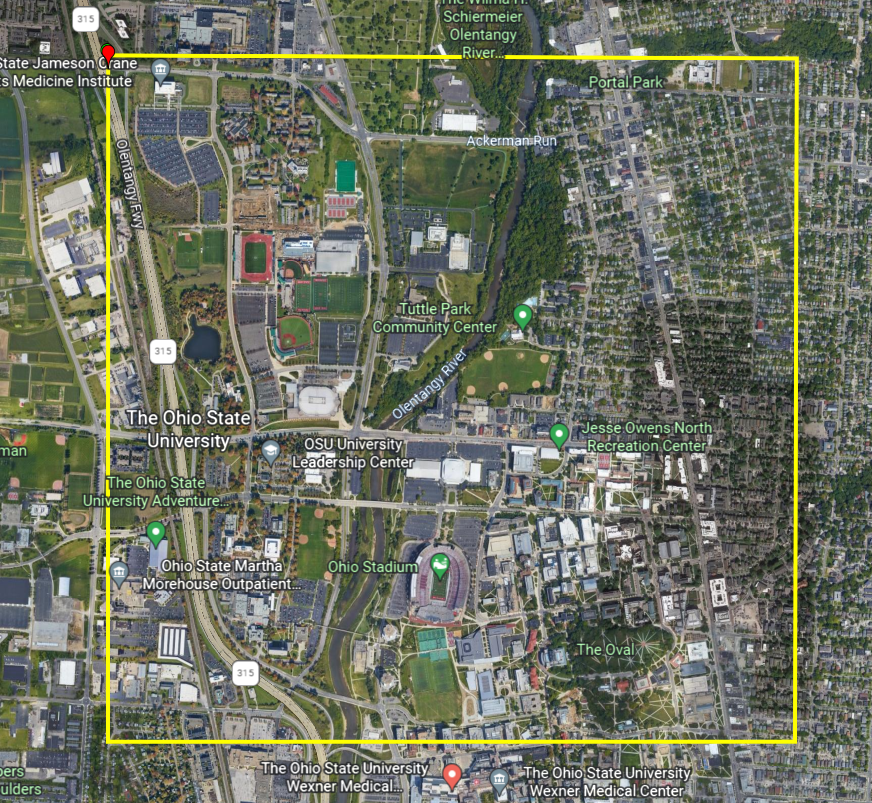 315
The Wilma H.
Schiermeier
Olentangy
River...
State Jameson Crane
ts Medicine Institute
Portal Park
Ackerman Run
Olentangy Fwy
Tuttle Park
Community Center
315
Olentangy River
The Ohio State
University
OSU University
Leadership Center
Jesse Owens North
Recreation Center
man
The Ohio State
University Adventure...
Ohio State Martha
Morehouse Outpatient...
Ohio Stadium
The Oval
315
The Ohio State University
Wexner Medical...
The Ohio State University
Wexner Medical Center
bers
ulders